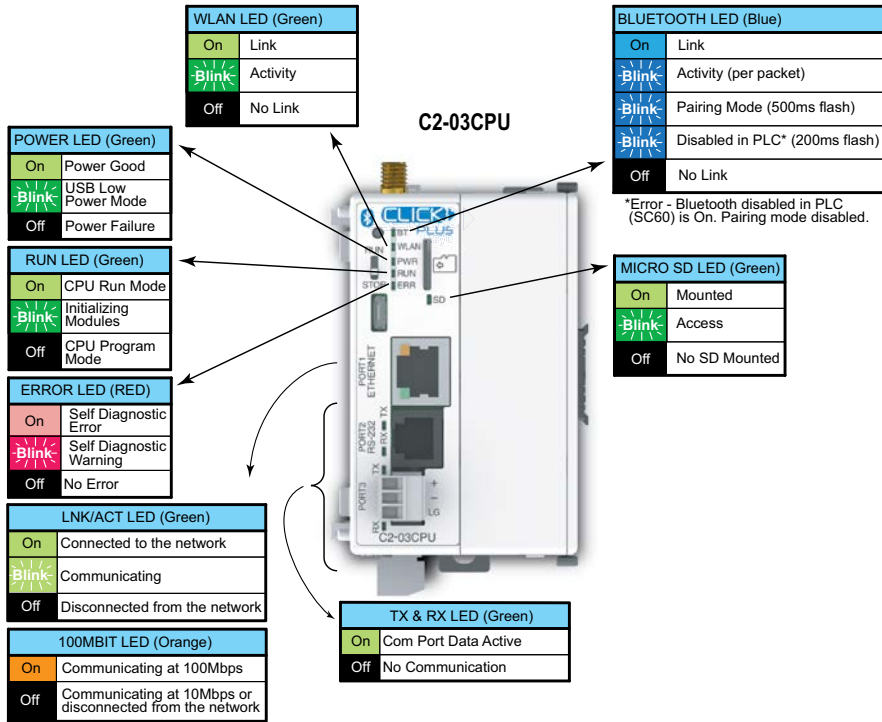 WLAN LED (Green)
On Link
Blink Activity
Off No Link
BLUETOOTH LED (Blue)
On Link
Blink Activity (per packet)
Blink Pairing Mode (500ms flash)
Blink Disabled in PLC* (200ms flash)
Off No Link
*Error - Bluetooth disabled in PLC
(SC60) is On. Pairing mode disabled.
C2-03CPU
POWER LED (Green)
On Power Good
Blink USB Low
Power Mode
Off Power Failure
RUN LED (Green)
On CPU Run Mode
Blink Initializing
Modules
Off CPU Program
Mode
ERROR LED (RED)
On Self Diagnostic
Error
Blink Self Diagnostic
Warning
Off No Error
MICRO SD LED (Green)
On Mounted
Blink Access
Off No SD Mounted
CLICK
PLUS
BT
WLAN
PWR
RUN
ERR
RUN
STOP
SD
PORT1
ETHERNET
PORT2
RS-232
TX
RX
PORT3
TX
RX
+
−
LG
C2-03CPU
LNK/ACT LED (Green)
On Connected to the network
Blink Communicating
Off Disconnected from the network
100MBIT LED (Orange)
On Communicating at 100Mbps
Off Communicating at 10Mbps or
disconnected from the network
TX & RX LED (Green)
On Com Port Data Active
Off No Communication